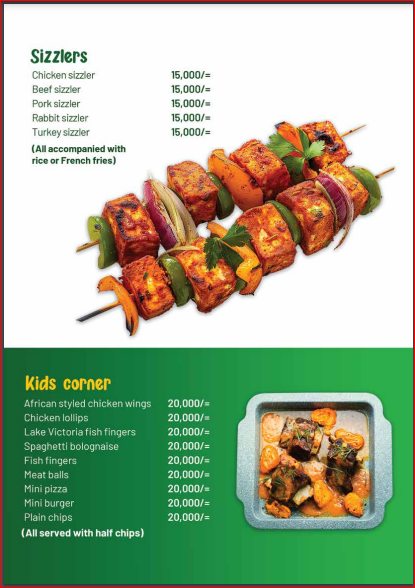 Sizzlers
Chicken sizzler 15,000/=
Beef sizzler 15,000/=
Pork sizzler 15,000/=
Rabbit sizzler 15,000/=
Turkey sizzler 15,000/=
(All accompanied with
rice or French fries)
Kids corner
African styled chicken wings 20,000/=
Chicken lollips 20,000/=
Lake Victoria fish fingers 20,000/=
Spaghetti bolognaise 20,000/=
Fish fingers 20,000/=
Meat balls 20,000/=
Mini pizza 20,000/=
Mini burger 20,000/=
Plain chips 20,000/=
(All served with half chips)